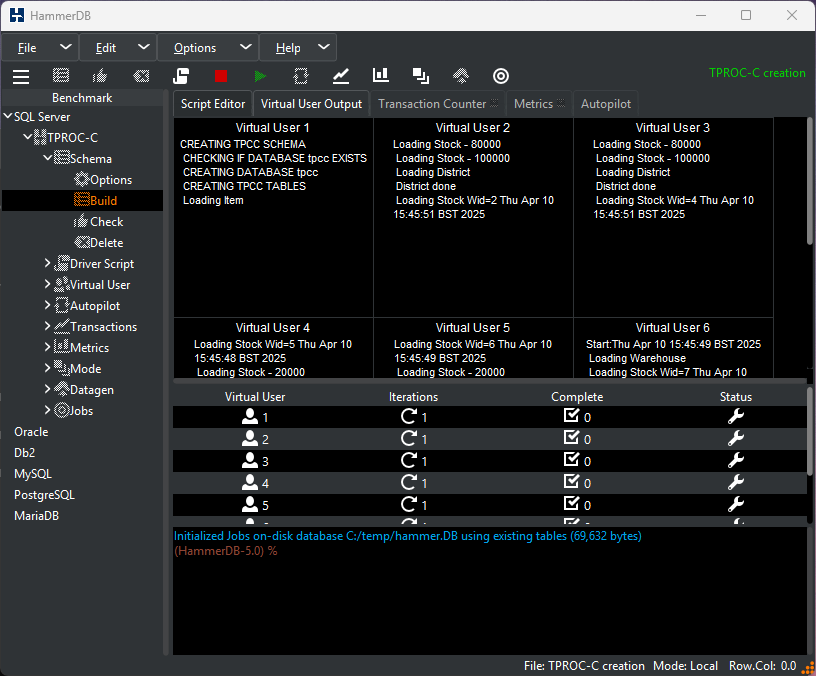 HammerDB
File Edit Options Help
TPROC-C creation
Benchmark
SQL Server
TPROC-C
Schema
Options
Build
Check
Delete
Driver Script
Virtual User
Autopilot
Transactions
Metrics
Mode
Datagen
Jobs
Oracle
Db2
MySQL
PostgreSQL
MariaDB
Script Editor Virtual User Output Transaction Counter Metrics Autopilot
Virtual User 1
CREATING TPCC SCHEMA
CHECKING IF DATABASE tpcc EXISTS
CREATING DATABASE tpcc
CREATING TPCC TABLES
Loading Item
Virtual User 2
Loading Stock - 80000
Loading Stock - 100000
Loading District
District done
Loading Stock Wid=2 Thu Apr 10
15:45:51 BST 2025
Virtual User 3
Loading Stock - 80000
Loading Stock - 100000
Loading District
District done
Loading Stock Wid=4 Thu Apr 10
15:45:51 BST 2025
Virtual User 4
Loading Stock Wid=5 Thu Apr 10
15:45:48 BST 2025
Loading Stock - 20000
Virtual User 5
Loading Stock Wid=6 Thu Apr 10
15:45:49 BST 2025
Loading Stock - 20000
Virtual User 6
Start:Thu Apr 10 15:45:49 BST 2025
Loading Warehouse
Loading Stock Wid=7 Thu Apr 10
Virtual User Iterations Complete Status
1 1 0
2 1 0
3 1 0
4 1 0
5 1 0
Initialized Jobs on-disk database C:/temp/hammer.DB using existing tables (69,632 bytes)
(HammerDB-5.0) %
File: TPROC-C creation Mode: Local Row.Col: 0.0